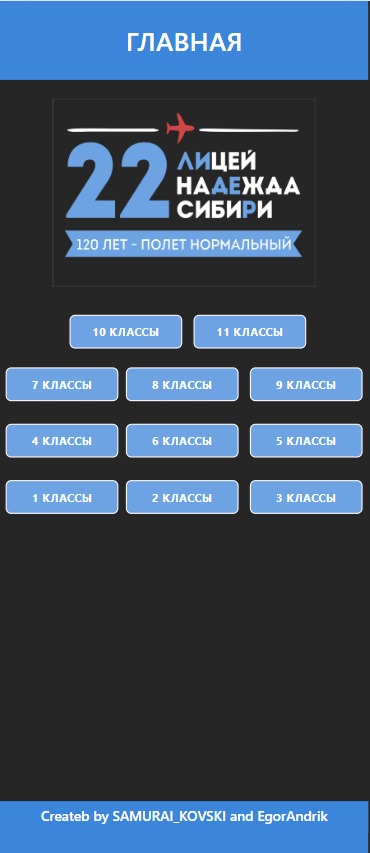 ГЛАВНАЯ
22 ЛИЦЕЙ
НАДЕЖДА
СИБИРИ
120 ЛЕТ - ПОЛЕТ НОРМАЛЬНЫЙ
10 КЛАССЫ 11 КЛАССЫ
7 КЛАССЫ 8 КЛАССЫ 9 КЛАССЫ
4 КЛАССЫ 6 КЛАССЫ 5 КЛАССЫ
1 КЛАССЫ 2 КЛАССЫ 3 КЛАССЫ
Createb by SAMURAI_KOVSKI and EgorAndrik